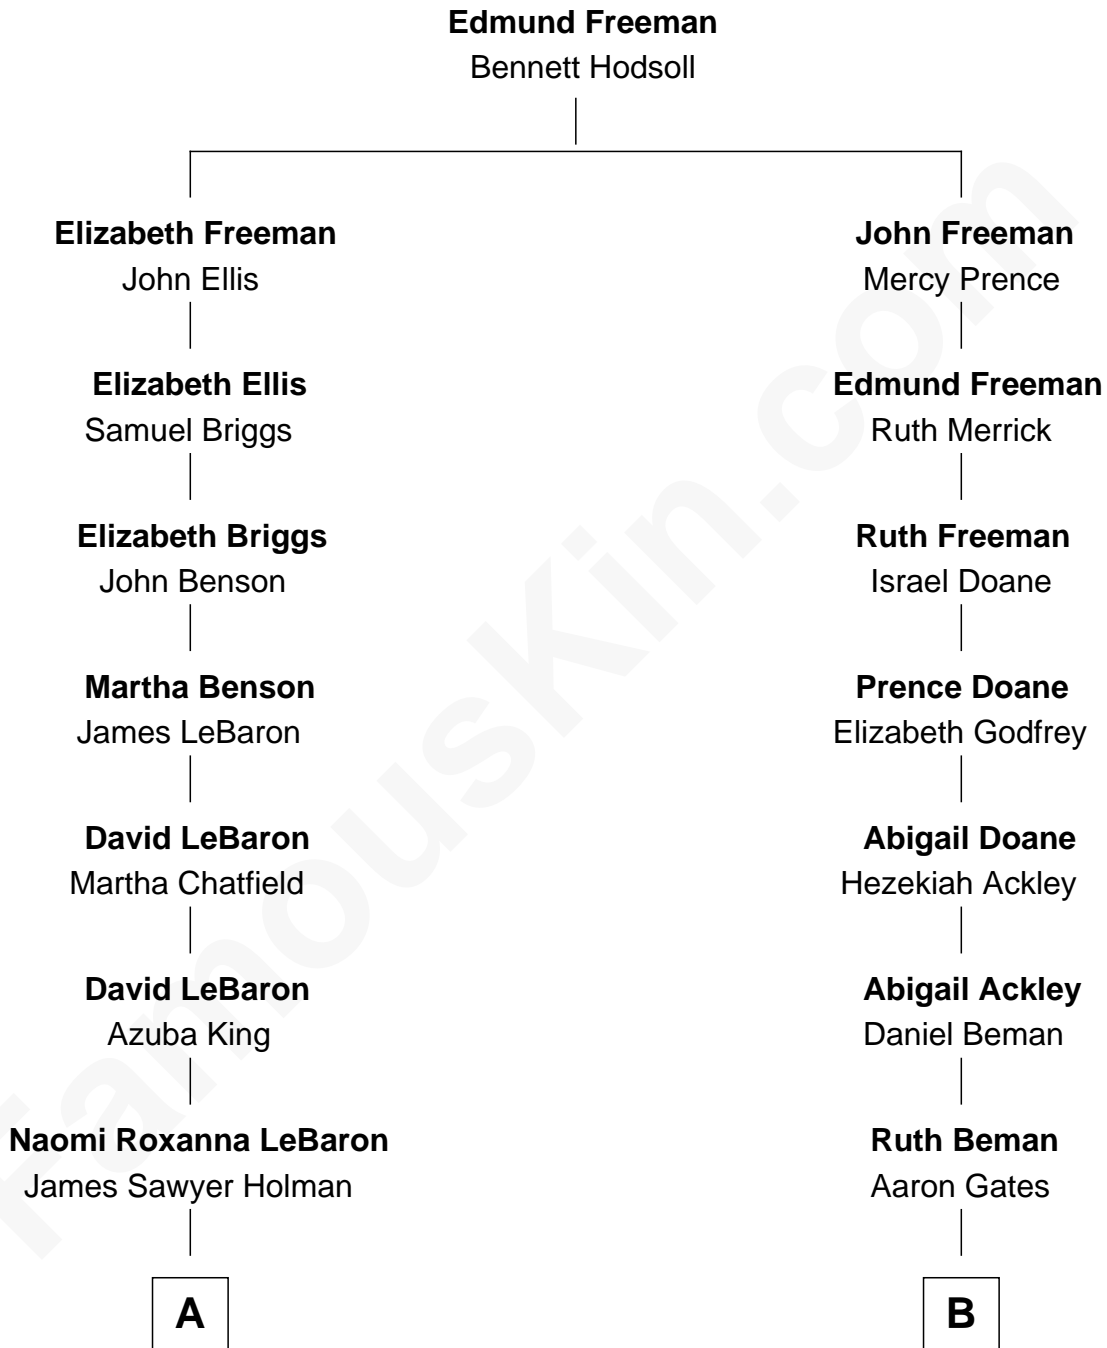 Edmund Freeman
Bennett Hodsoll
Elizabeth Freeman
John Ellis
John Freeman
Mercy Prence
Elizabeth Ellis
Samuel Briggs
Edmund Freeman
Ruth Merrick
Elizabeth Briggs
John Benson
Ruth Freeman
Israel Doane
Martha Benson
James LeBaron
Prence Doane
Elizabeth Godfrey
David LeBaron
Martha Chatfield
Abigail Doane
Hezekiah Ackley
David LeBaron
Azuba King
Abigail Ackley
Daniel Beman
Naomi Roxanna LeBaron
James Sawyer Holman
Ruth Beman
Aaron Gates
A
B
FamousKin.com